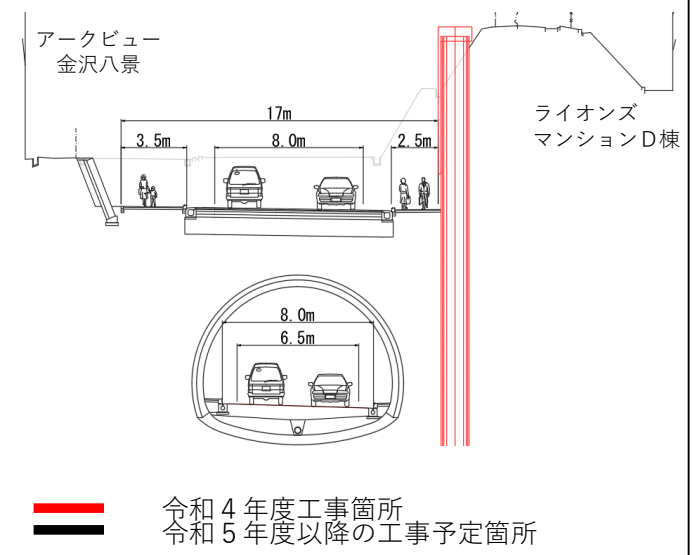 アークビュー
金沢八景
17m
3.5m
8.0m
2.5m
ライオンズ
マンションD棟
8.0m
6.5m
令和4年度工事箇所
令和5年度以降の工事予定箇所